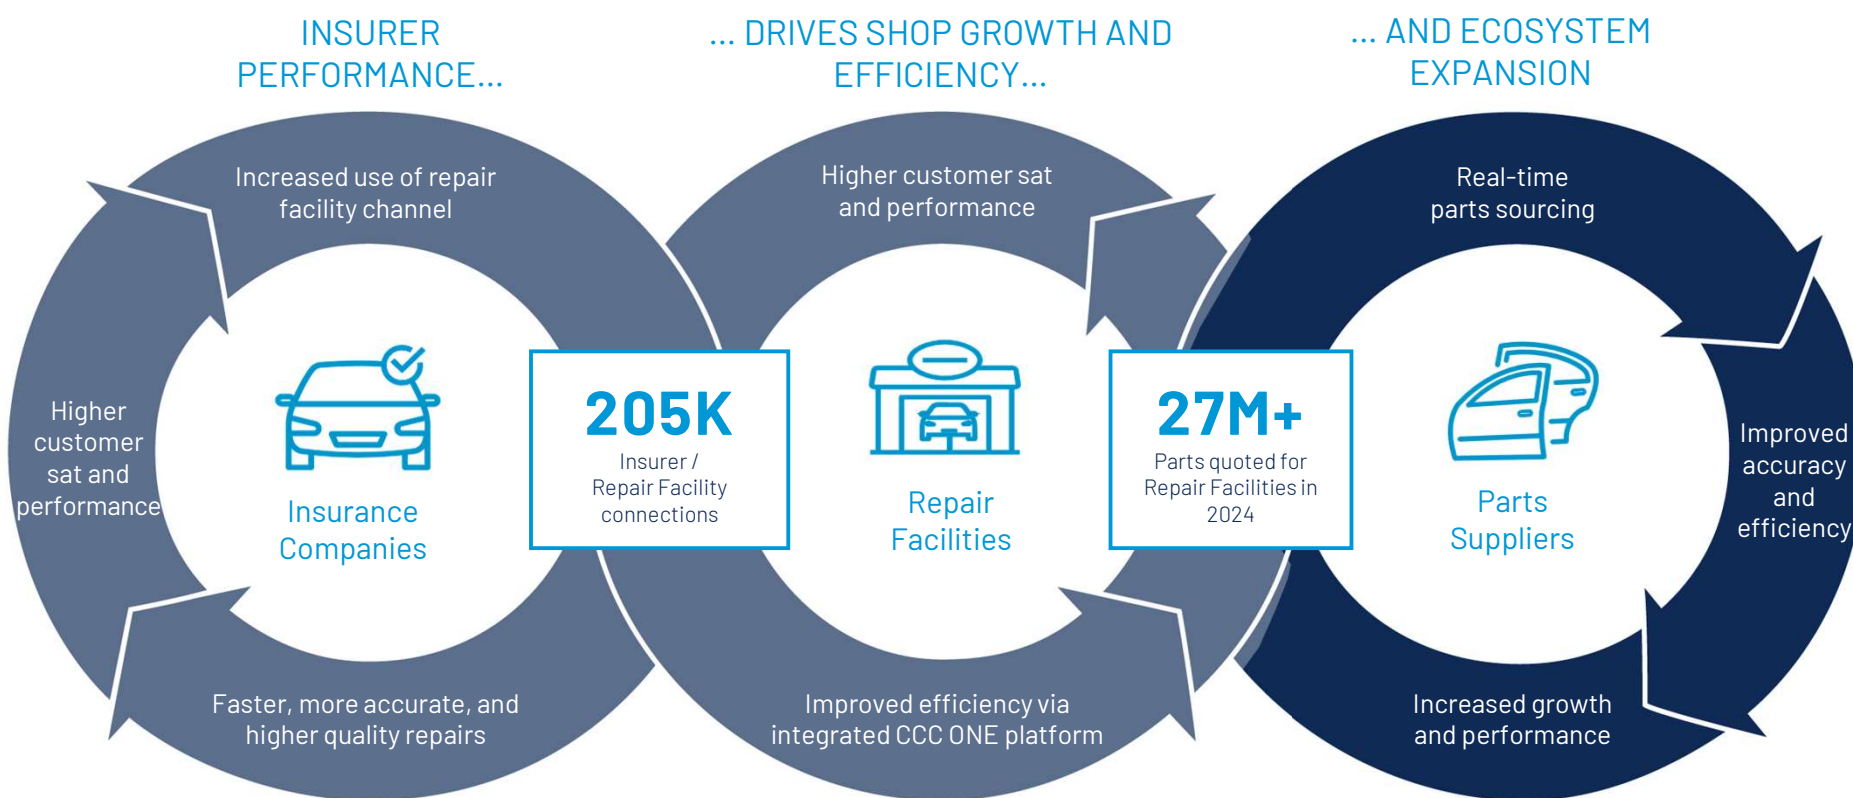 INSURER
PERFORMANCE...
... DRIVES SHOP GROWTH AND
EFFICIENCY...
... AND ECOSYSTEM
EXPANSION
Increased use of repair
facility channel
Higher
customer
sat and
performance
Insurance
Companies
Faster, more accurate, and
higher quality repairs
205K
Insurer /
Repair Facility
connections
Higher customer sat
and performance
Repair
Facilities
Improved efficiency via
integrated CCC ONE platform
27M+
Parts quoted for
Repair Facilities in
2024
Real-time
parts sourcing
Parts
Suppliers
Improved
accuracy
and
efficiency
Increased growth
and performance